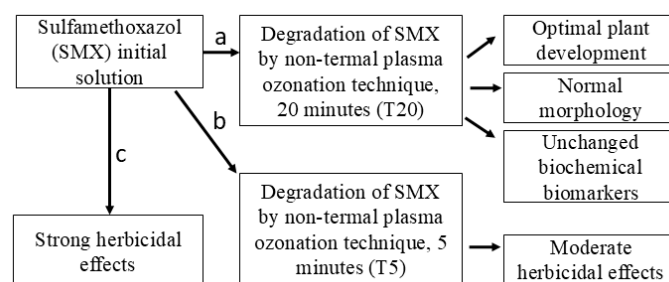 Sulfamethoxazol
(SMX) initial
solution
a
Degradation of SMX
by non-termal plasma
ozonation technique,
20 minutes (T20)
Optimal plant
development
Normal
morphology
Unchanged
biochemical
biomarkers
b
c
Strong herbicidal
effects
Degradation of SMX
by non-termal plasma
ozonation technique, 5
minutes (T5)
Moderate
herbicidal effects